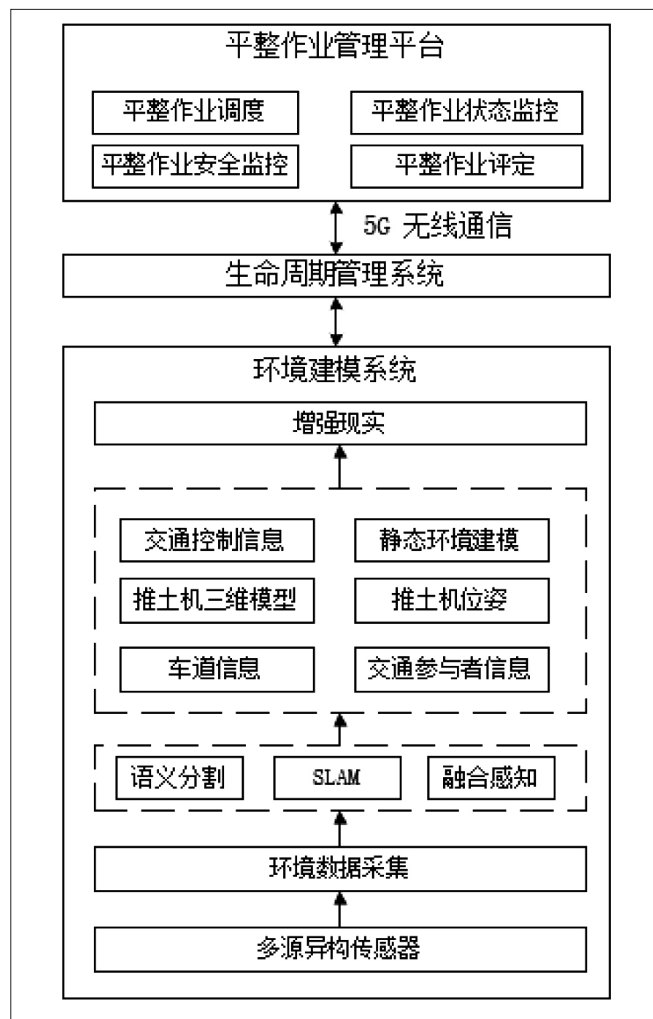 平整作业管理平台
平整作业调度
平整作业状态监控
平整作业安全监控
平整作业评定
5G 无线通信
生命周期管理系统
环境建模系统
增强现实
交通控制信息
静态环境建模
推土机三维模型
推土机位姿
车道信息
交通参与者信息
语义分割
SLAM
融合感知
环境数据采集
多源异构传感器